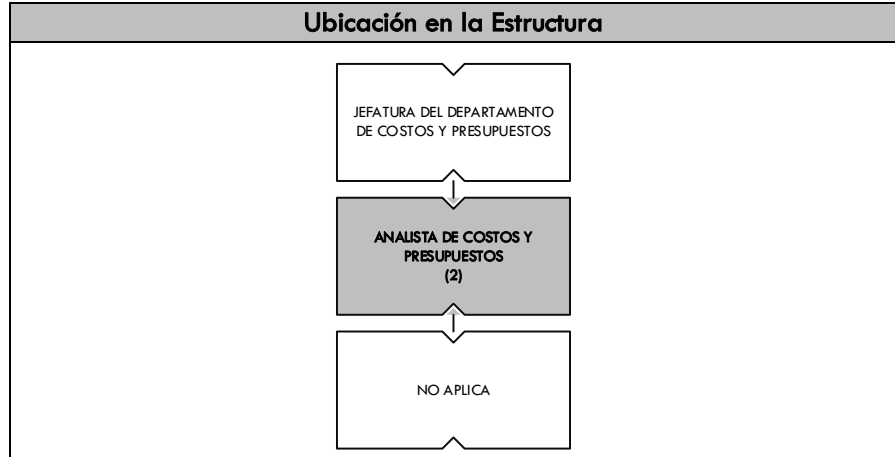 Ubicación en la Estructura
JEFATURA DEL DEPARTAMENTO
DE COSTOS Y PRESUPUESTOS
ANALISTA DE COSTOS Y
PRESUPUESTOS
(2)
NO APLICA